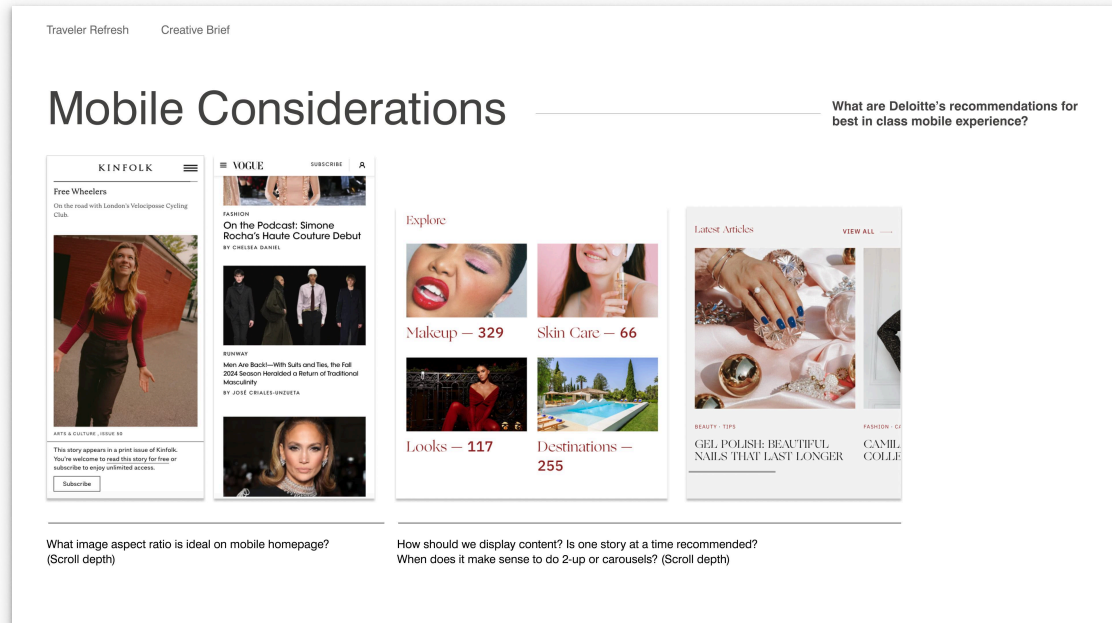 Traveler Refresh
Creative Brief
Mobile Considerations
What are Deloitte's recommendations for
best in class mobile experience?
KINFOLK
Free Wheelers
On the road with London's Velociposse Cycling
Club.
ARTS & CULTURE , ISSUE 50
This story appears in a print issue of Kinfolk.
You're welcome to read this story for free or
subscribe to enjoy unlimited access.
Subscribe
VOGUE
SUBSCRIBE
FASHION
On the Podcast: Simone
Rocha's Haute Couture Debut
BY CHELSEA DANIEL
RUNWAY
Men Are Back!—With Suits and Ties, the Fall
2024 Season Heralded a Return of Traditional
Masculinity
BY JOSÉ CRIALES-UNZUETA
Explore
Makeup — 329
Skin Care — 66
Looks — 117
Destinations —
255
Latest Articles
VIEW ALL
BEAUTY · TIPS
GEL POLISH: BEAUTIFUL
NAILS THAT LAST LONGER
FASHION · CA
CAMIL
COLLE
What image aspect ratio is ideal on mobile homepage?
(Scroll depth)
How should we display content? Is one story at a time recommended?
When does it make sense to do 2-up or carousels? (Scroll depth)